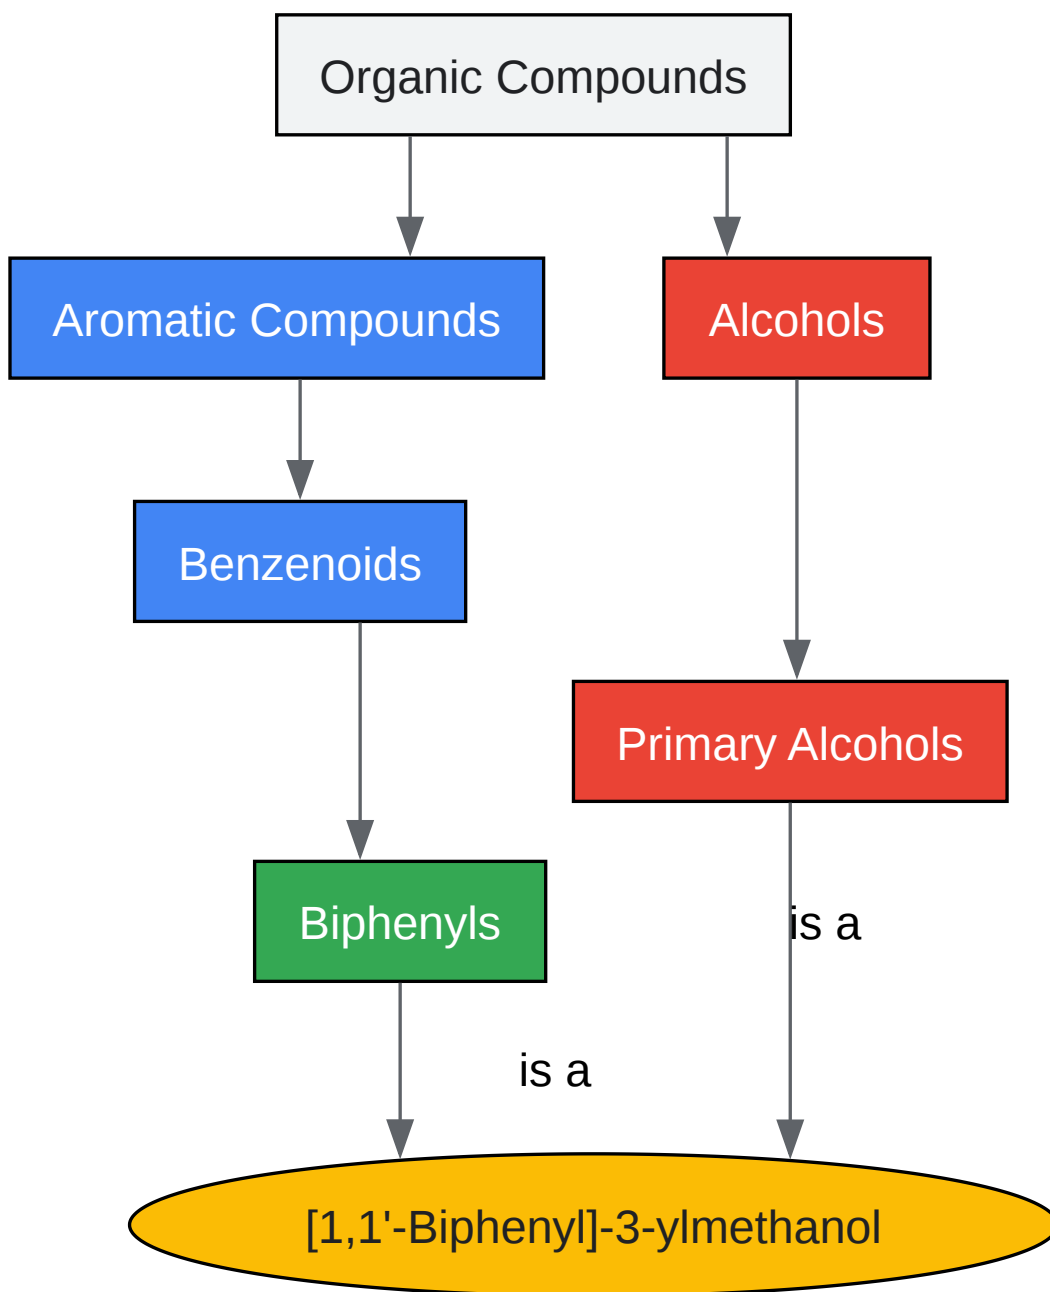 Organic Compounds
Aromatic Compounds
Alcohols
Benzenoids
Primary Alcohols
Biphenyls
is a
is a
[1,1'-Biphenyl]-3-ylmethanol